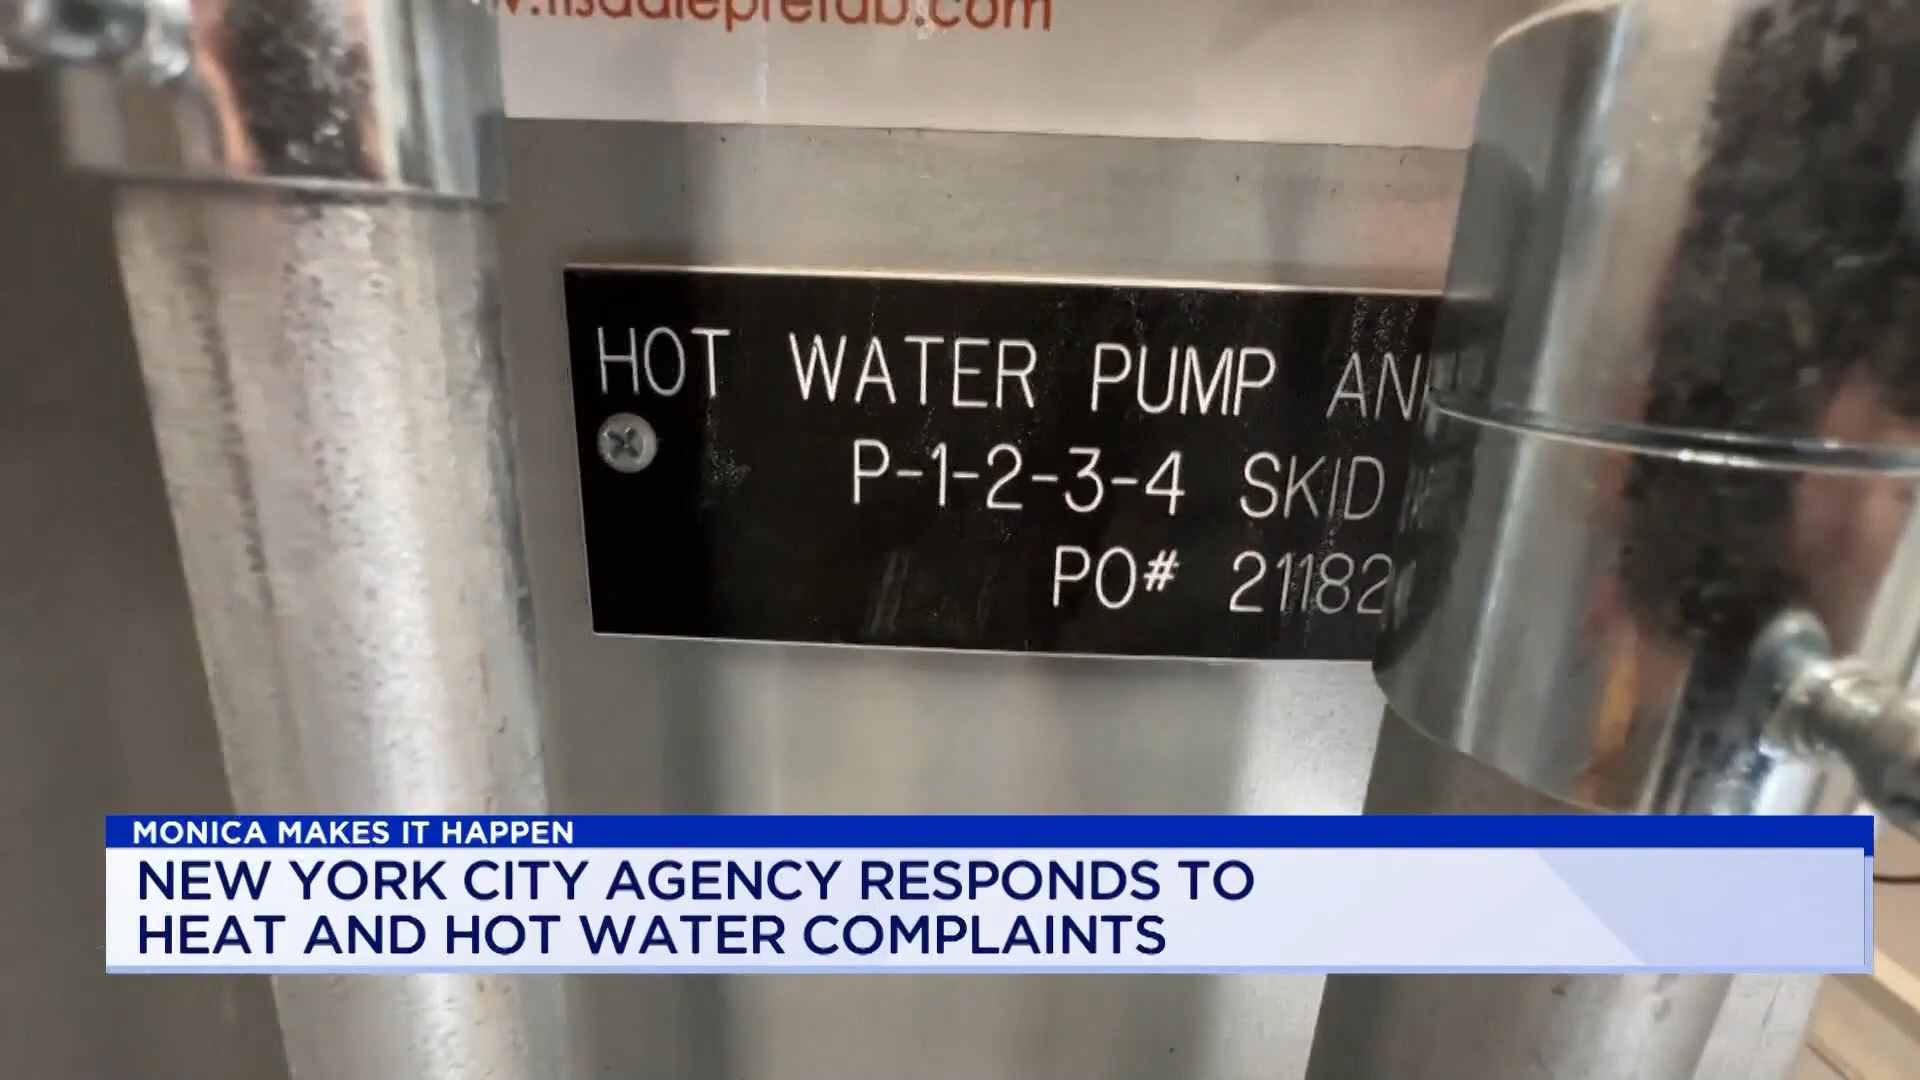 HOT WATER PUMP
P-1-2-3-4 SKID
PO# 21182
MONICA MAKES IT HAPPEN
NEW YORK CITY AGENCY RESPONDS TO
HEAT AND HOT WATER COMPLAINTS